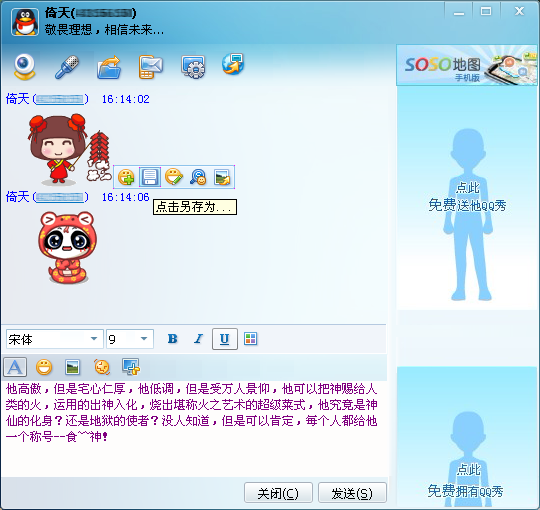 倚天(
敬畏理想，相信未来...
SOSO地图
手机版
倚天( ) 16:14:02
倚天( ) 16:14:06
点击另存为...
点此
免费送他QQ秀
宋体
9
B I U
A
他高傲，但是宅心仁厚，他低调，但是受万人景仰，他可以把神赐给人
类的火，运用的出神入化，烧出堪称火之艺术的超级菜式，他究竟是神
仙的化身？还是地狱的使者？没人知道，但是可以肯定，每个人都给他
一个称号--食^^神！
点此
免费拥有QQ秀
关闭(C)
发送(S)